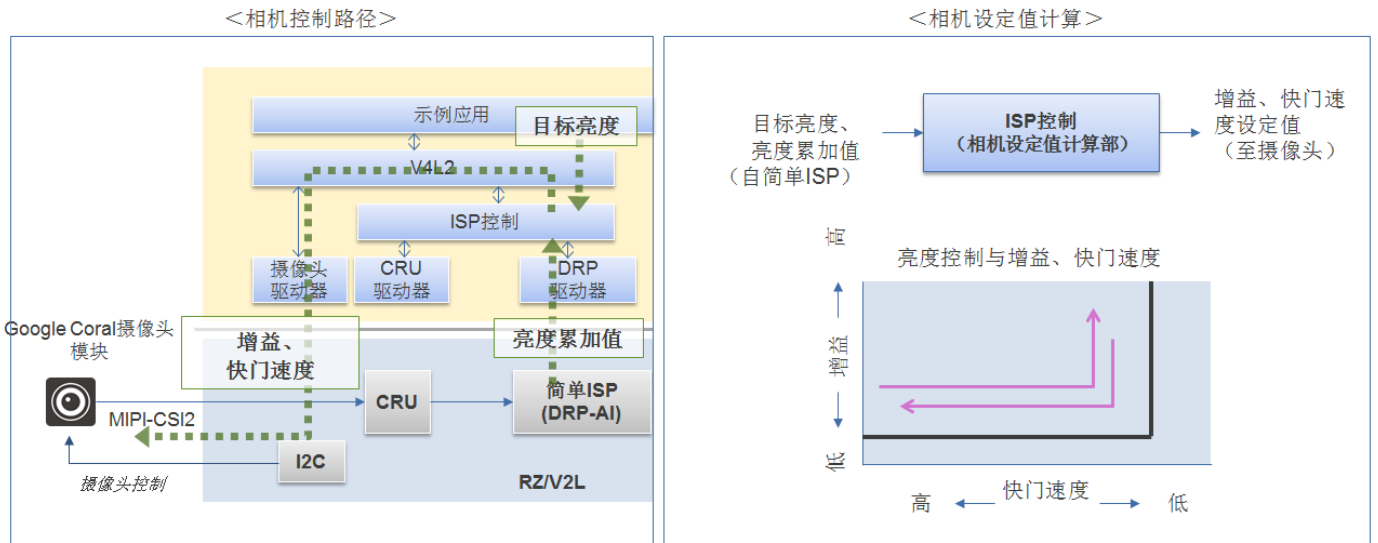 ＜相机控制路径＞
示例应用
目标亮度
V4L2
ISP控制
摄像头
驱动器
CRU
驱动器
DRP
驱动器
Google Coral摄像头
模块
增益、
快门速度
亮度累加值
MIPI-CSI2
CRU
简单ISP
(DRP-AI)
I2C
摄像头控制
RZ/V2L
＜相机设定值计算＞
目标亮度、
亮度累加值
（自简单ISP）
ISP控制
（相机设定值计算部）
增益、快门速
度设定值
（至摄像头）
亮度控制与增益、快门速度
高
增益
低
高
快门速度
低